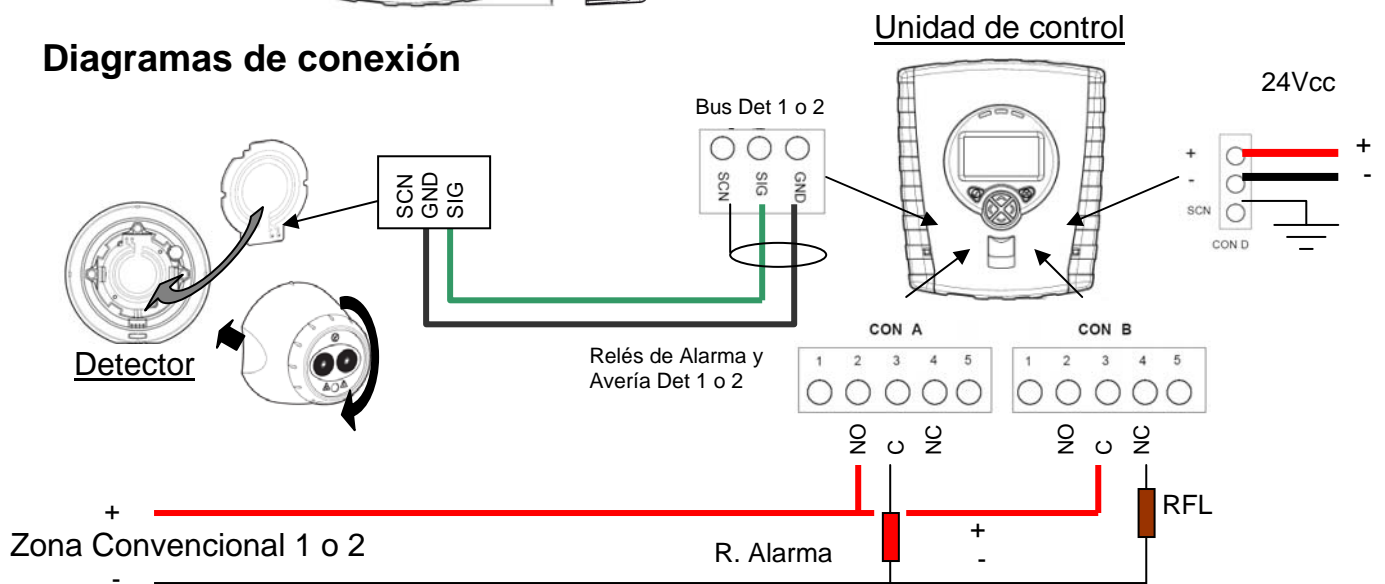 Unidad de control
Diagramas de conexión
24Vcc
Bus Det 1 o 2
SCN
GND
SIG
SCN
SIG
GND
+
-
SCN
CON D
+
-
Detector
Relés de Alarma y
Avería Det 1 o 2
CON A
1 2 3 4 5
CON B
1 2 3 4 5
NO
C
NC
NO
C
NC
+
Zona Convencional 1 o 2
-
R. Alarma
+
-
RFL